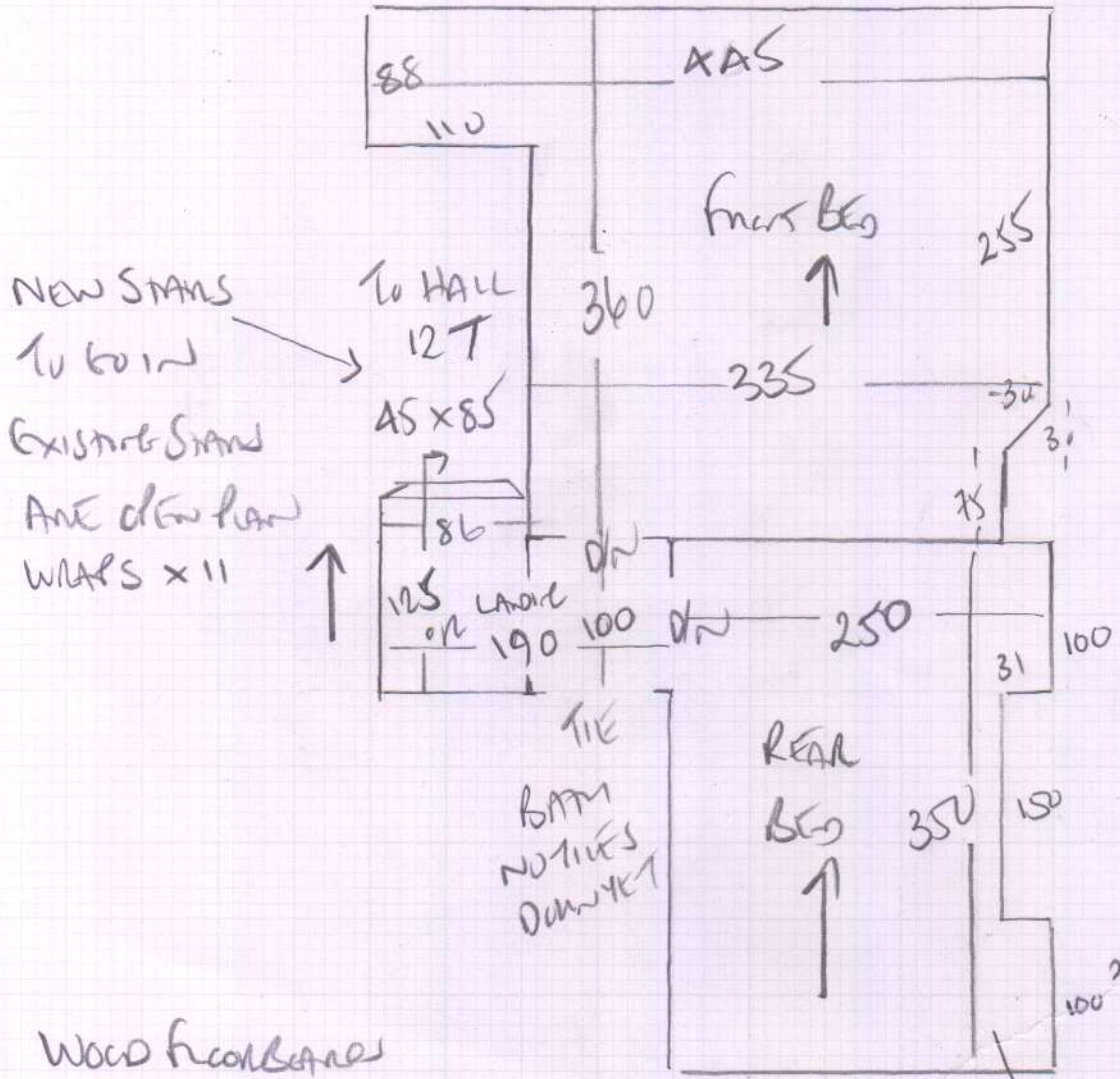 88
445
110
FRONT BED
255
NEW STAIRS
TO GO IN
EXISTING STAIRS
ARE OPEN PLAN
WRAPS x 11
TO HALL
12T
45 x 85
360
335
-30
31
75
86
D/N
125
O/R
LANDING
190
100
D/N
250
100
31
TILE
BATH
NO TILES
DOWN YET
REAR
BED
350
150
100
WOOD FLOORBOARDS